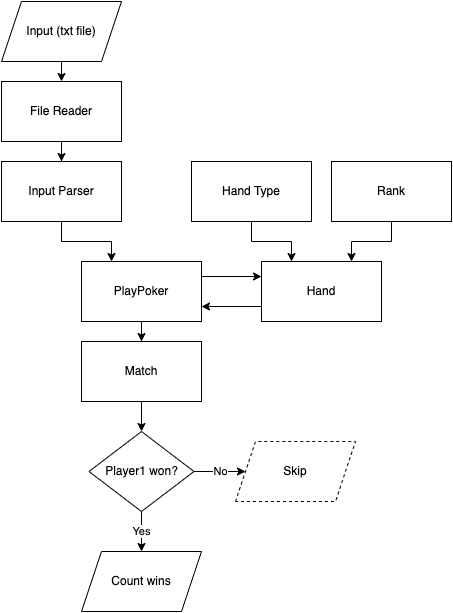 Input (txt file)
File Reader
Input Parser
Hand Type
Rank
PlayPoker
Hand
Match
Player1 won?
No
Skip
Yes
Count wins